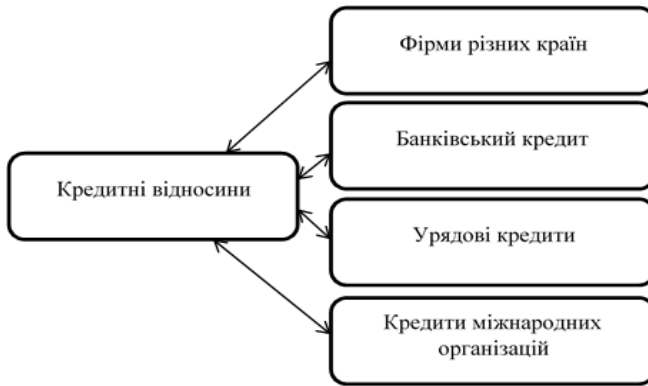 Фірми різних країн
Банківський кредит
Кредитні відносини
Урядові кредити
Кредити міжнародних
організацій